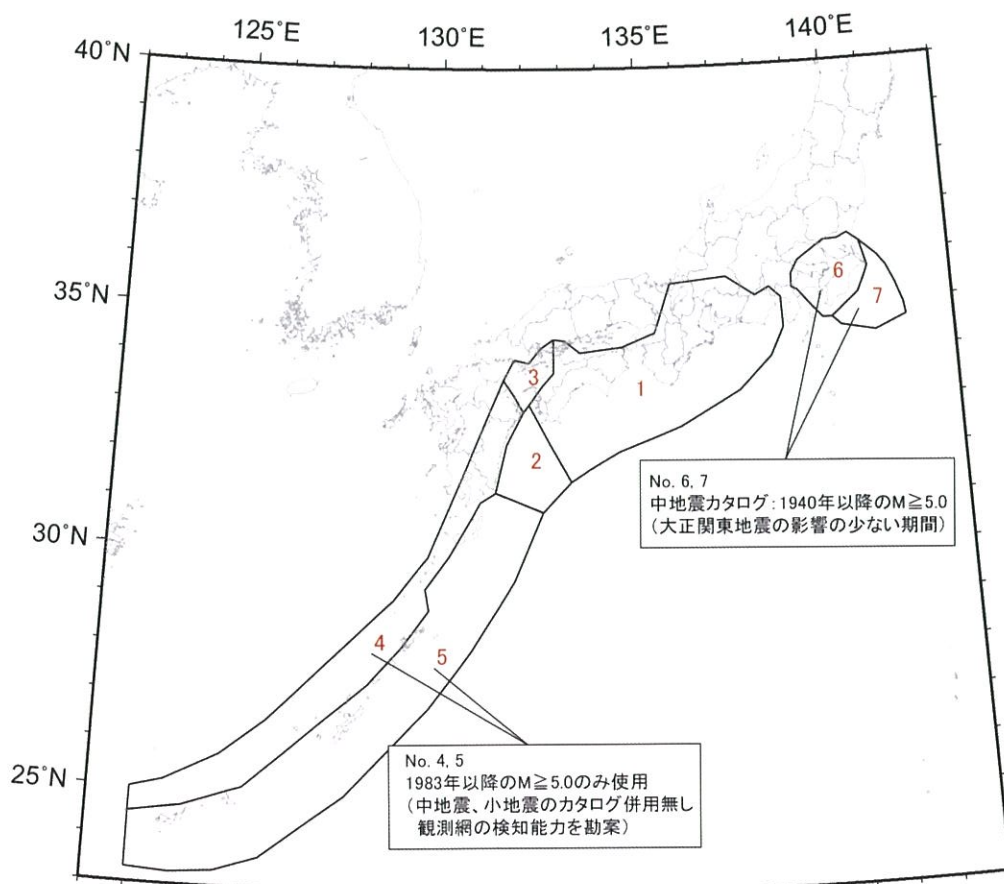 125°E
130°E
135°E
140°E
40°N
35°N
30°N
25°N
6
7
3
1
2
4
5
No. 6, 7
中地震カタログ：1940年以降のM≧5.0
（大正関東地震の影響の少ない期間）
No. 4, 5
1983年以降のM≧5.0のみ使用
（中地震、小地震のカタログ併用無し
観測網の検知能力を勘案）